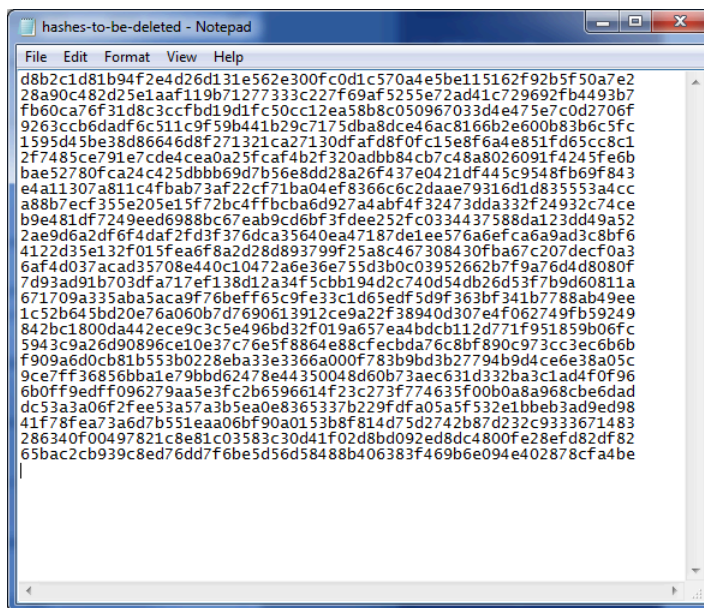 hashes-to-be-deleted - Notepad
File Edit Format View Help
d8b2c1d81b94f2e4d26d131e562e300fc0d1c570a4e5be115162f92b5f50a7e2
28a90c482d25e1aaf119b71277333c227f69af5255e72ad41c729692fb4493b7
fb60ca76f31d8c3ccfbd19d1fc50cc12ea58b8c050967033d4e475e7c0d2706f
9263ccb6dadf6c511c9f59b441b29c7175dba8dce46ac8166b2e600b83b6c5fc
1595d45be38d86646d8f271321ca27130dfafd8f0fc15e8f6a4e851fd65cc8c1
2f7485ce791e7cde4cea0a25fcaf4b2f320adbb84cb7c48a8026091f4245fe6b
bae52780fca24c425dbbb69d7b56e8dd28a26f437e0421df445c9548fb69f843
e4a11307a811c4fbab73af22cf71ba04ef8366c6c2daae79316d1d835553a4cc
a88b7ecf355e205e15f72bc4ffbcba6d927a4abf4f32473dda332f24932c74ce
b9e481df7249eed6988bc67eab9cd6bf3fdee252fc0334437588da123dd49a52
2ae9d6a2df6f4daf2fd3f376dca35640ea47187de1ee576a6efca6a9ad3c8bf6
4122d35e132f015fea6f8a2d28d893799f25a8c467308430fba67c207decf0a3
6af4d037acad35708e440c10472a6e36e755d3b0c03952662b7f9a76d4d8080f
7d93ad91b703dfa717ef138d12a34f5cbb194d2c740d54db26d53f7b9d60811a
671709a335aba5aca9f76beff65c9fe33c1d65edf5d9f363bf341b7788ab49ee
1c52b645bd20e76a060b7d7690613912ce9a22f38940d307e4f062749fb59249
842bc1800da442ece9c3c5e496bd32f019a657ea4bdcb112d771f951859b06fc
5943c9a26d90896ce10e37c76e5f8864e88cfecbda76c8bf890c973cc3ec6b6b
f909a6d0cb81b553b0228eba33e3366a000f783b9bd3b27794b9d4ce6e38a05c
9ce7ff36856bba1e79bbd62478e44350048d60b73aec631d332ba3c1ad4f0f96
6b0ff9edff096279aa5e3fc2b6596614f23c273f774635f00b0a8a968cbe6dad
dc53a3a06f2fee53a57a3b5ea0e8365337b229fdfa05a5f532e1bbeb3ad9ed98
41f78fea73a6d7b551eaa06bf90a0153b8f814d75d2742b87d232c9333671483
286340f00497821c8e81c03583c30d41f02d8bd092ed8dc4800fe28efd82df82
65bac2cb939c8ed76dd7f6be5d56d58488b406383f469b6e094e402878cfa4be